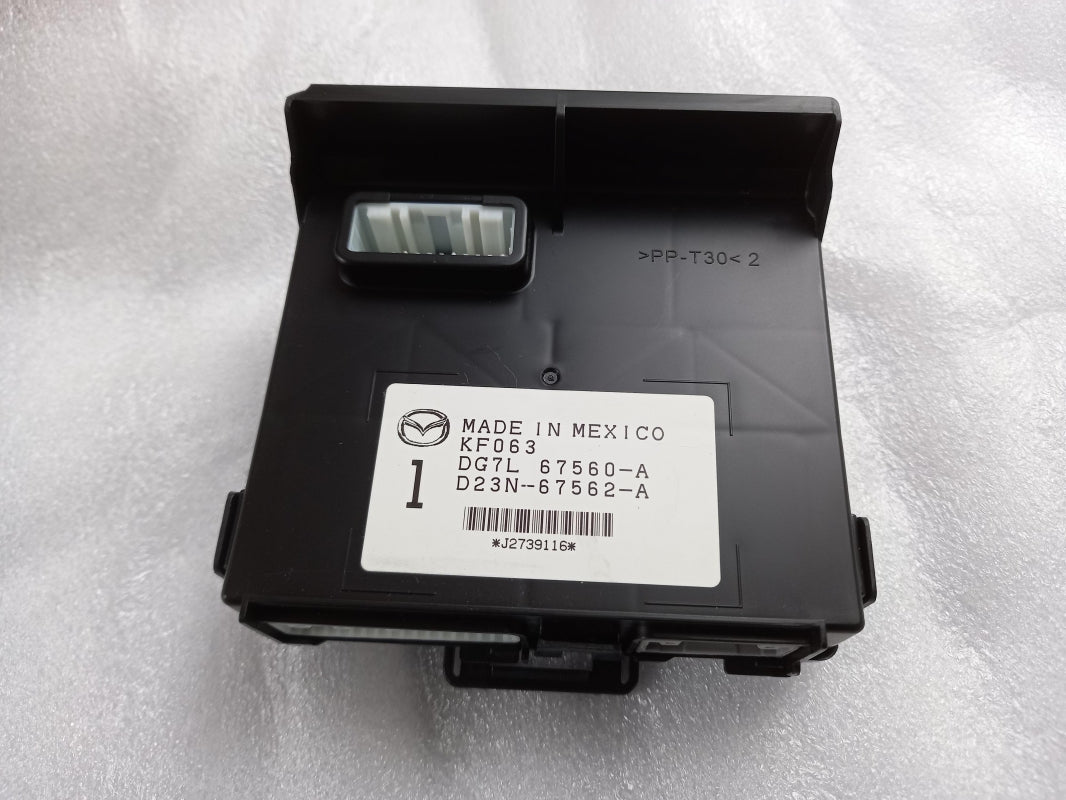 >PP-T30< 2
MADE IN MEXICO
KF063
DG7L 67560-A
1
D23N-67562-A
*J2739116*